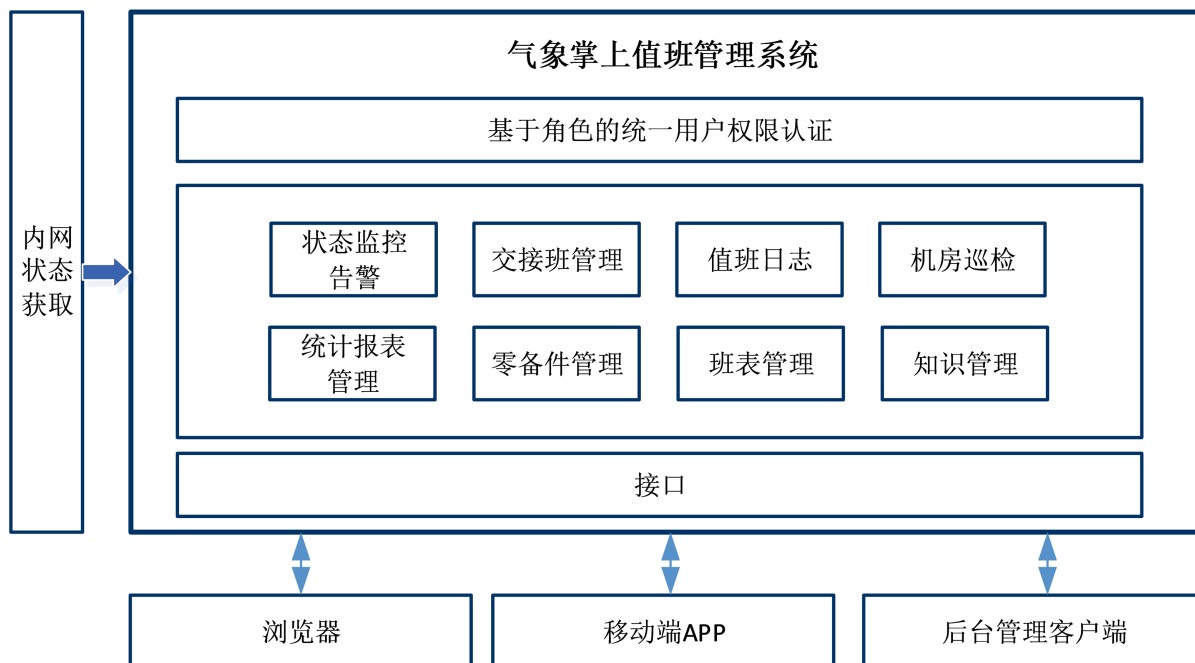 气象掌上值班管理系统
基于角色的统一用户权限认证
内网
状态
获取
状态监控
告警
交接班管理
值班日志
机房巡检
统计报表
管理
零备件管理
班表管理
知识管理
接口
浏览器
移动端APP
后台管理客户端